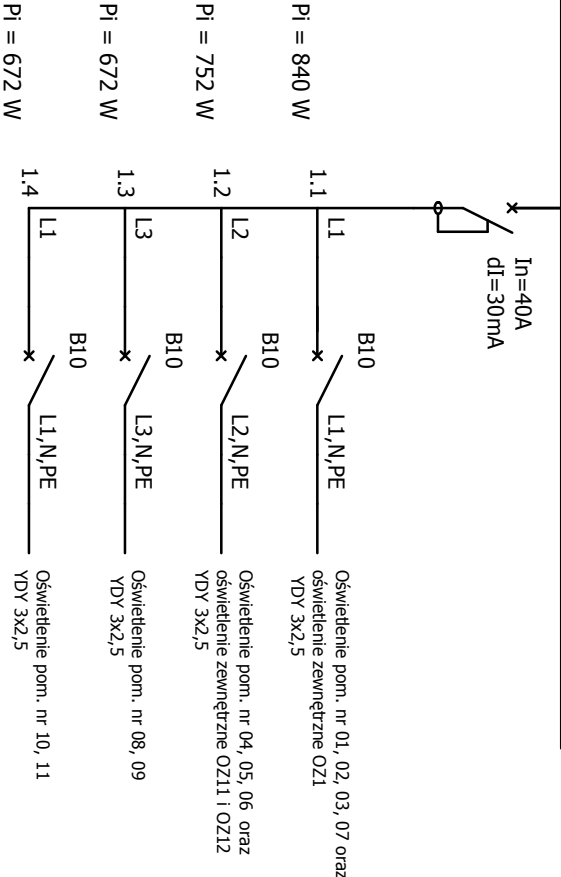 In=40A
dI=30mA
Pi = 840 W
1.1
L1
B10
L1,N,PE
Oświetlenie pom. nr 01, 02, 03, 07 oraz
oświetlenie zewnętrzne OZ1
YDY 3x2,5
Pi = 752 W
1.2
L2
B10
L2,N,PE
Oświetlenie pom. nr 04, 05, 06 oraz
oświetlenie zewnętrzne OZ11 i OZ12
YDY 3x2,5
Pi = 672 W
1.3
L3
B10
L3,N,PE
Oświetlenie pom. nr 08, 09
YDY 3x2,5
Pi = 672 W
1.4
L1
B10
L1,N,PE
Oświetlenie pom. nr 10, 11
YDY 3x2,5